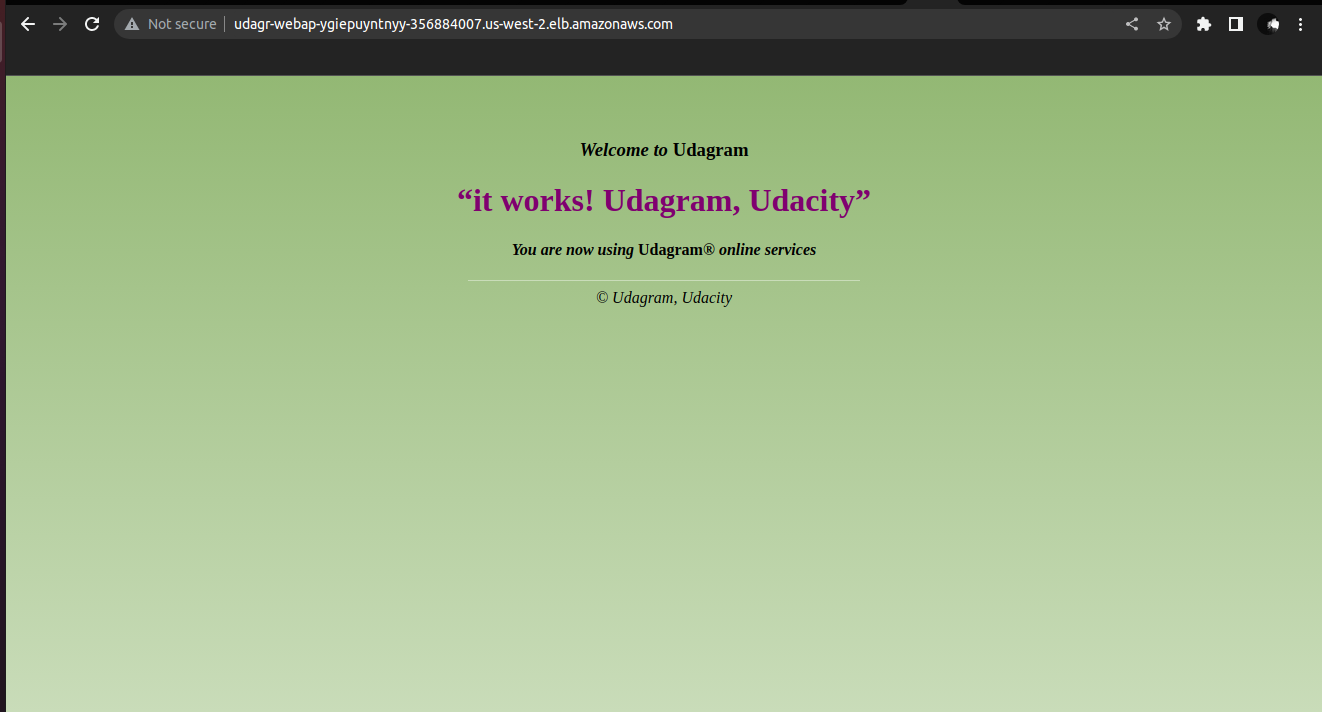 Not secure udagr-webap-ygiepuyntnyy-356884007.us-west-2.elb.amazonaws.com
Welcome to Udagram
“it works! Udagram, Udacity”
You are now using Udagram® online services
© Udagram, Udacity